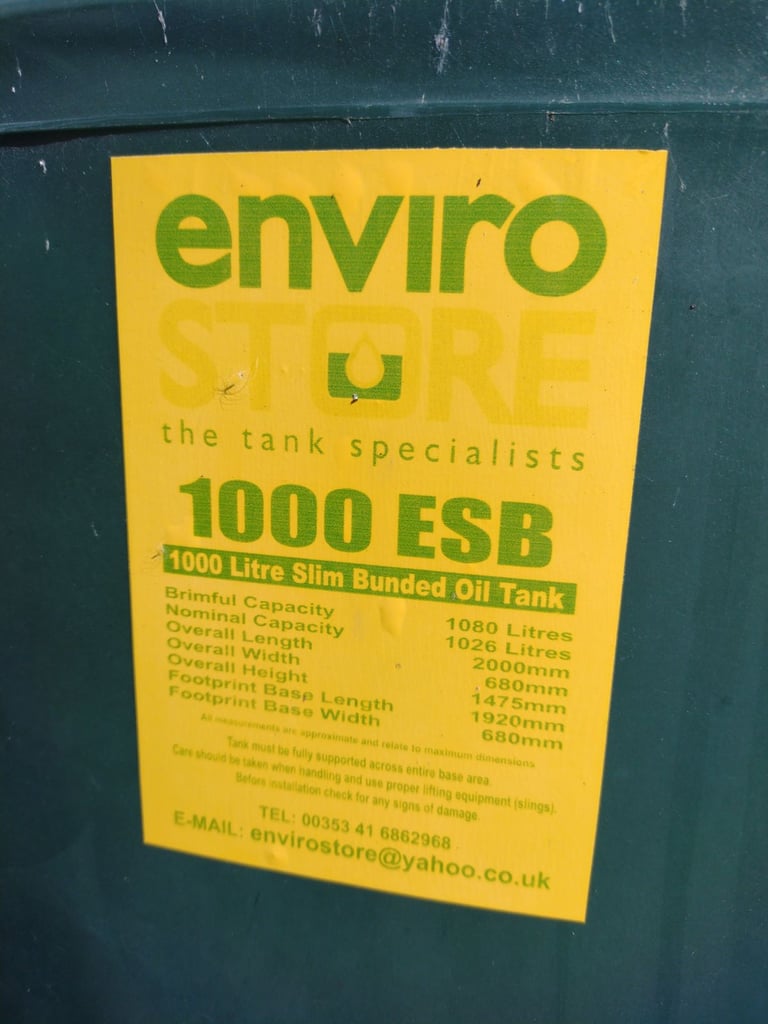 enviro
STORE
the tank specialists
1000 ESB
1000 Litre Slim Bunded Oil Tank
Brimful Capacity 1080 Litres
Nominal Capacity 1026 Litres
Overall Length 2000mm
Overall Width 680mm
Overall Height 1475mm
Footprint Base Length 1920mm
Footprint Base Width 680mm
All measurements are approximate and relate to maximum dimensions
Tank must be fully supported across entire base area.
Care should be taken when handling and use proper lifting equipment (slings).
Before installation check for any signs of damage.
TEL: 00353 41 6862968
E-MAIL: envirostore@yahoo.co.uk